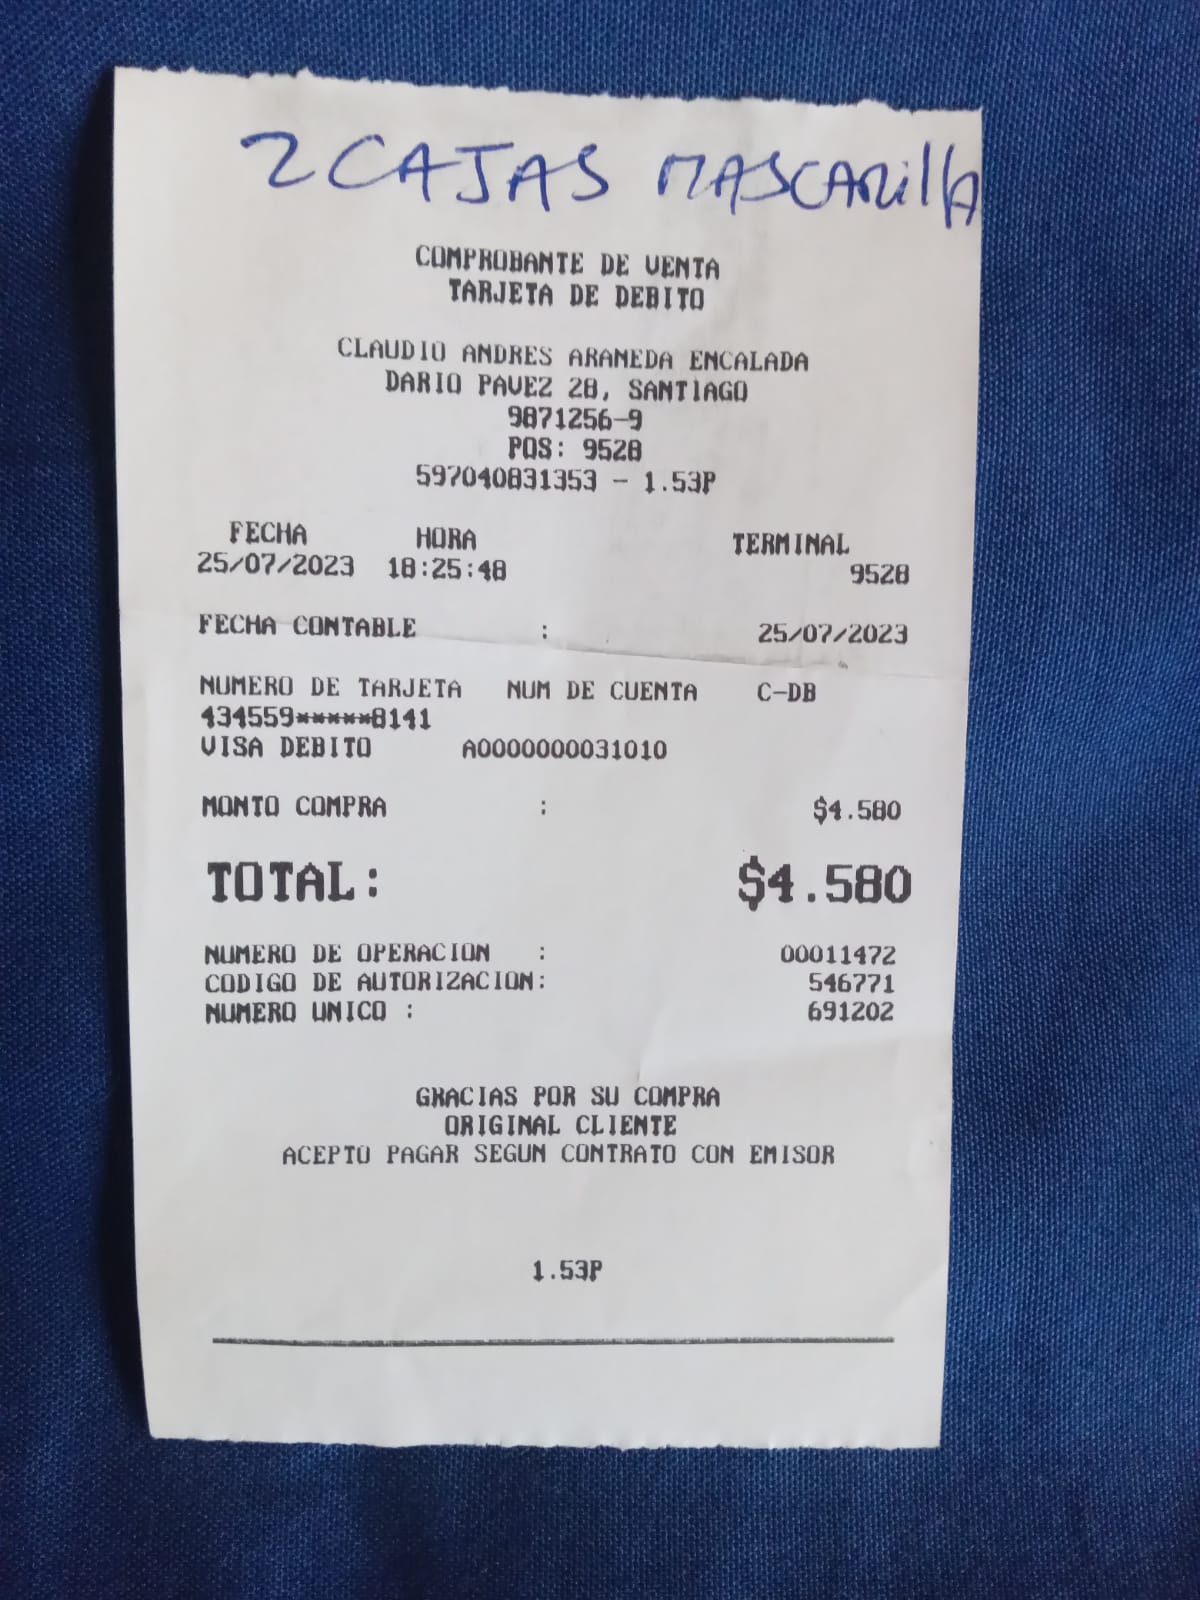 2 CAJAS MASCARillA
COMPROBANTE DE VENTA
TARJETA DE DEBITO
CLAUDIO ANDRES ARANEDA ENCALADA
DARIO PAVEZ 28, SANTIAGO
9871256-9
POS: 9528
597040831353 - 1.53P
FECHA HORA TERMINAL
25/07/2023 18:25:48 9528
FECHA CONTABLE : 25/07/2023
NUMERO DE TARJETA NUM DE CUENTA C-DB
434559*****8141
VISA DEBITO A0000000031010
MONTO COMPRA : $4.580
TOTAL: $4.580
NUMERO DE OPERACION : 00011472
CODIGO DE AUTORIZACION: 546771
NUMERO UNICO : 691202
GRACIAS POR SU COMPRA
ORIGINAL CLIENTE
ACEPTO PAGAR SEGUN CONTRATO CON EMISOR
1.53P